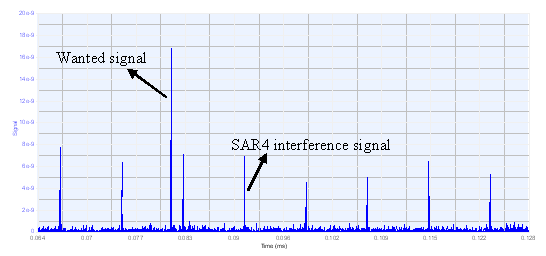 20e-9
18e-9
16e-9
14e-9
12e-9
10e-9
8e-9
6e-9
4e-9
2e-9
0
Signal
Wanted signal
SAR4 interference signal
0.064 0.07 0.077 0.083 0.09 0.096 0.102 0.109 0.115 0.122 0.128
Time (ms)